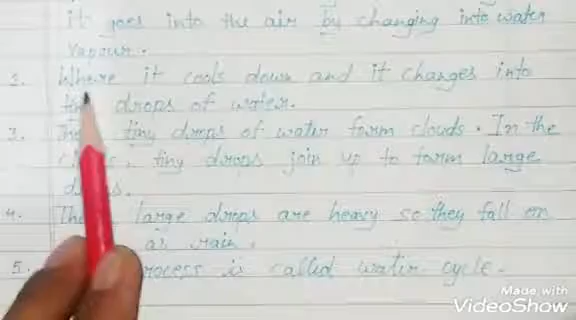 it goes into the air by changing into water
vapour.
2. Where it cools down and it changes into
drops of water.
3. tiny drops of water form clouds. In the
tiny drops join up to form large
4. large drops are heavy so they fall on
as rain.
5. is called water cycle.
Made with
VideoShow